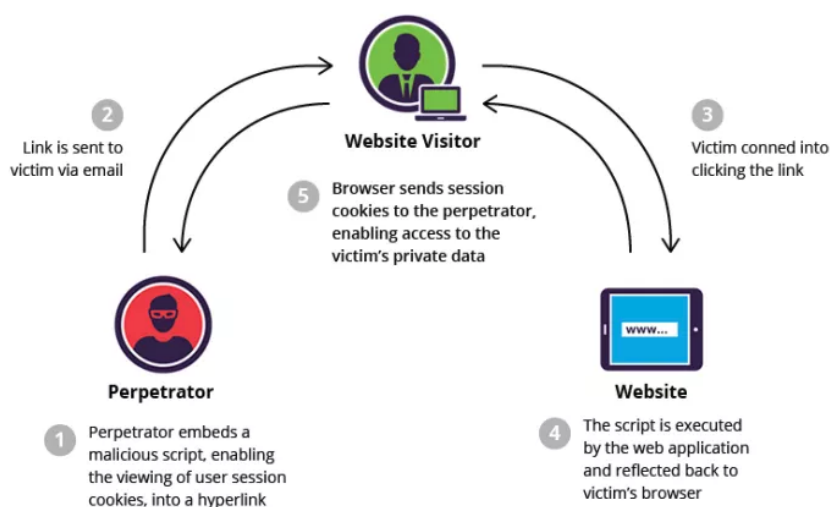 2
Link is sent to
victim via email
Website Visitor
3
Victim conned into
clicking the link
5
Browser sends session
cookies to the perpetrator,
enabling access to the
victim's private data
Perpetrator
1
Perpetrator embeds a
malicious script, enabling
the viewing of user session
cookies, into a hyperlink
www...
Website
4
The script is executed
by the web application
and reflected back to
victim's browser